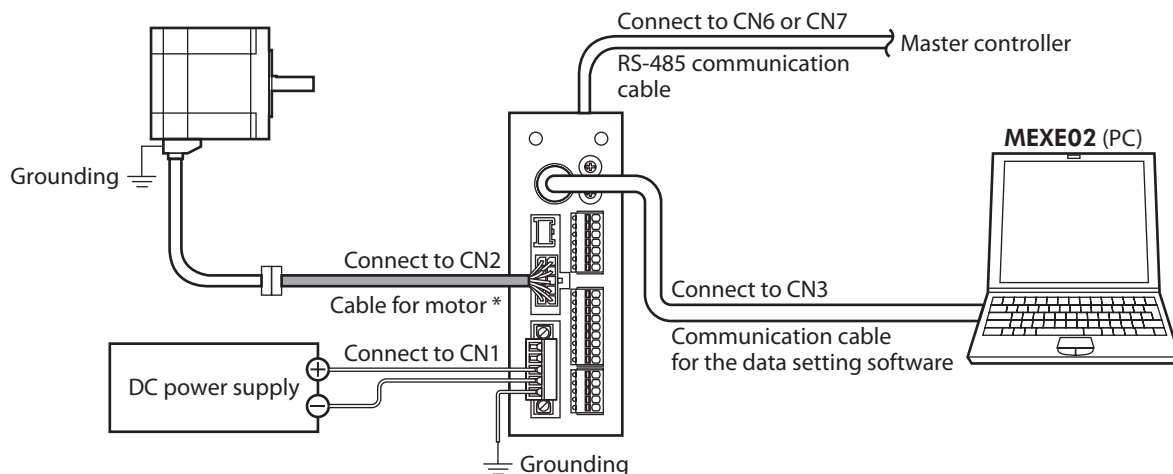 Connect to CN6 or CN7
Master controller
RS-485 communication
cable
MEXE02 (PC)
Grounding
Connect to CN2
Cable for motor *
Connect to CN3
Communication cable
for the data setting software
Connect to CN1
DC power supply
+
−
Grounding